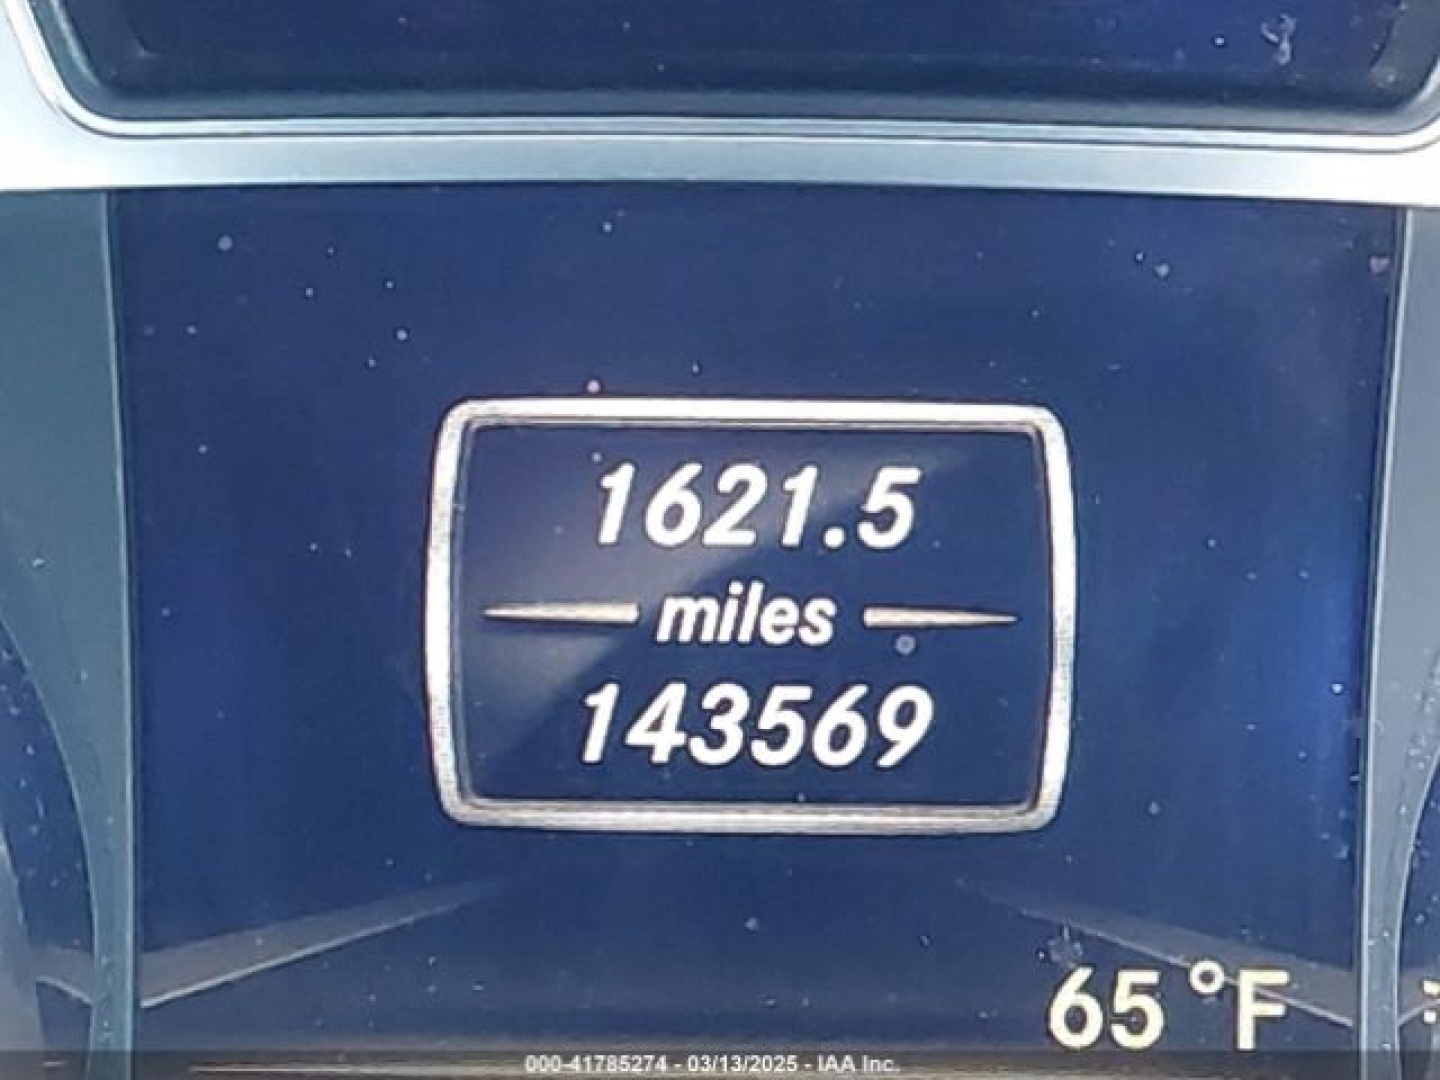 1621.5
miles
143569
65 °F
000-41785274 - 03/13/2025 - IAA Inc.